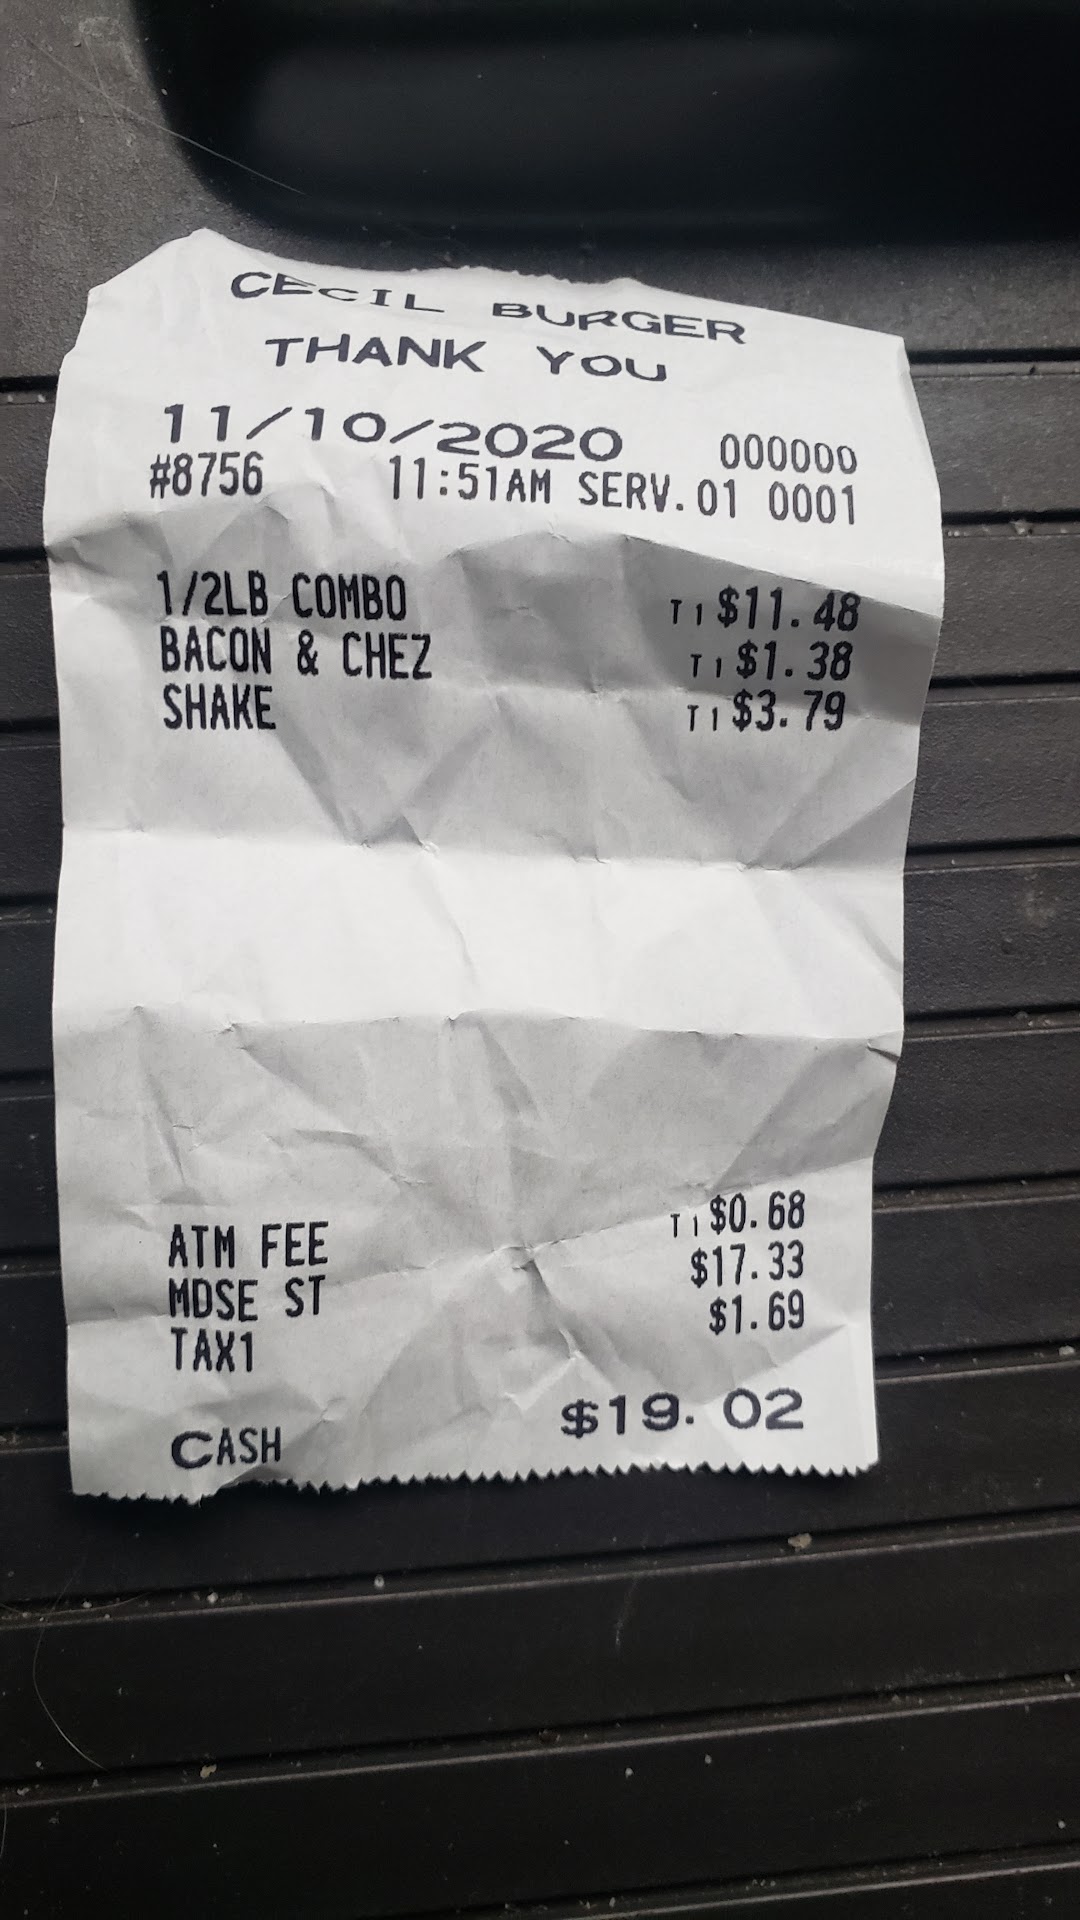 CECIL BURGER
THANK YOU
11/10/2020 000000
#8756 11:51AM SERV.01 0001
1/2LB COMBO T1 $11.48
BACON & CHEZ T1 $1.38
SHAKE T1 $3.79
ATM FEE T1 $0.68
MDSE ST $17.33
TAX1 $1.69
CASH $19.02